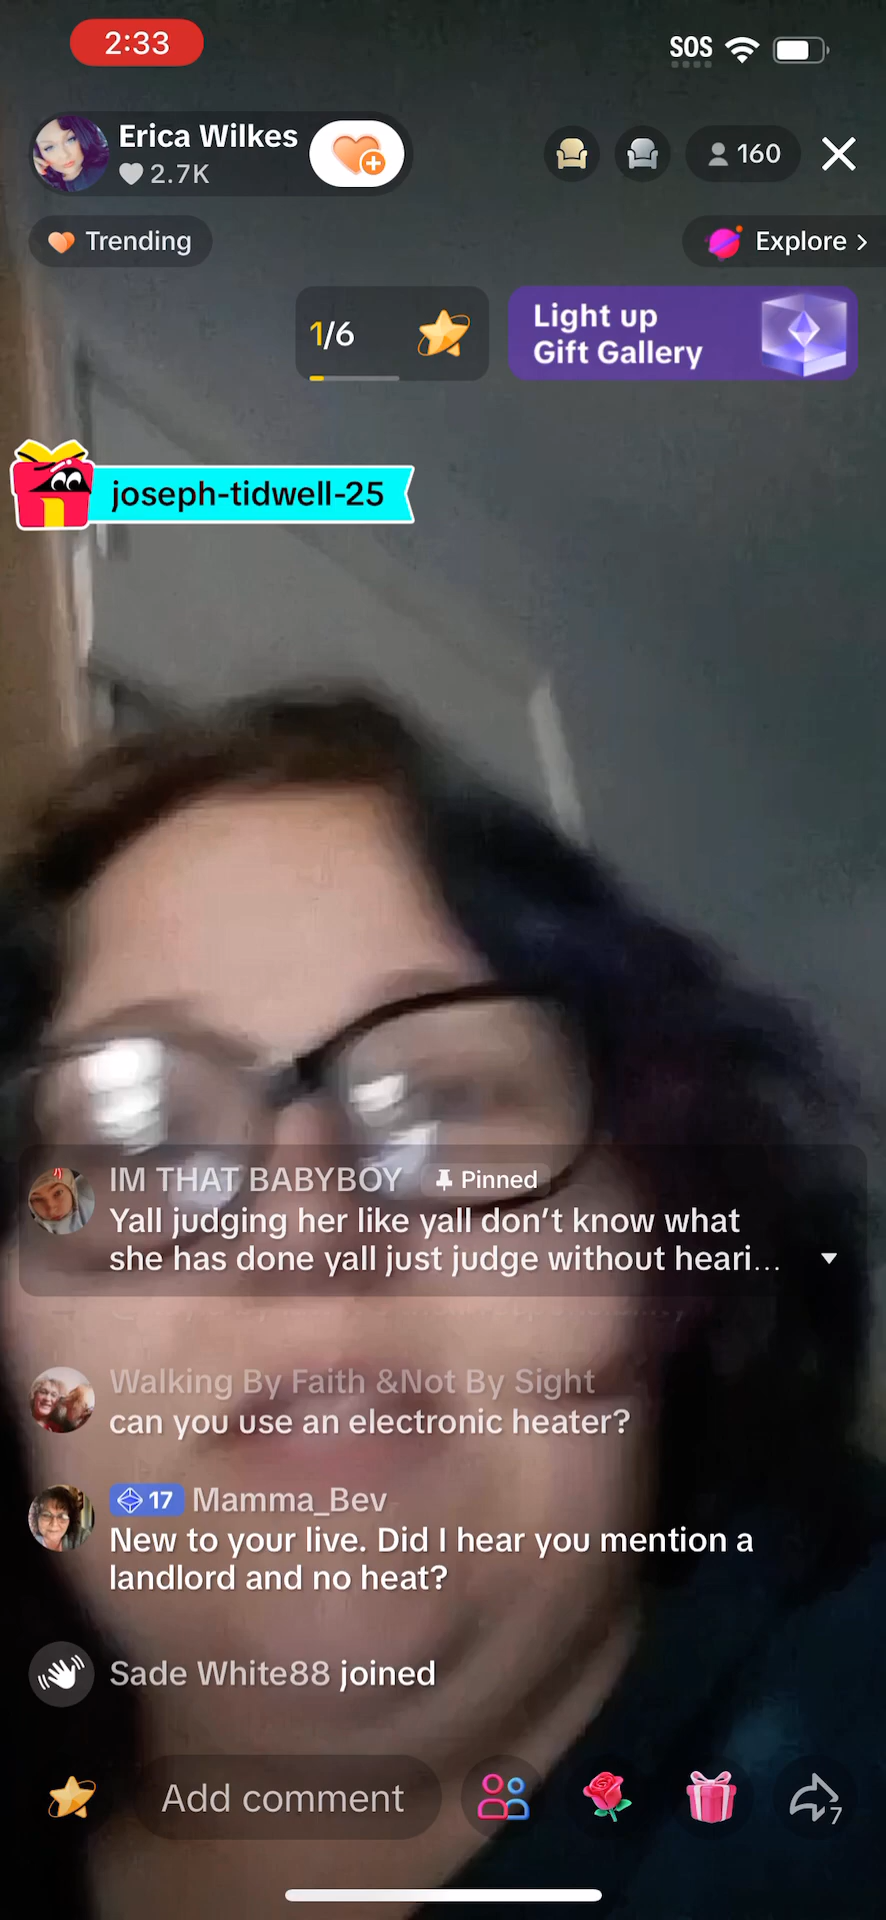 2:33
SOS
Erica Wilkes
2.7K
160
Trending
Explore >
1/6
Light up
Gift Gallery
joseph-tidwell-25
IM THAT BABYBOY Pinned
Yall judging her like yall don’t know what
she has done yall just judge without heari...
Walking By Faith &Not By Sight
can you use an electronic heater?
17 Mamma_Bev
New to your live. Did I hear you mention a
landlord and no heat?
Sade White88 joined
Add comment
7